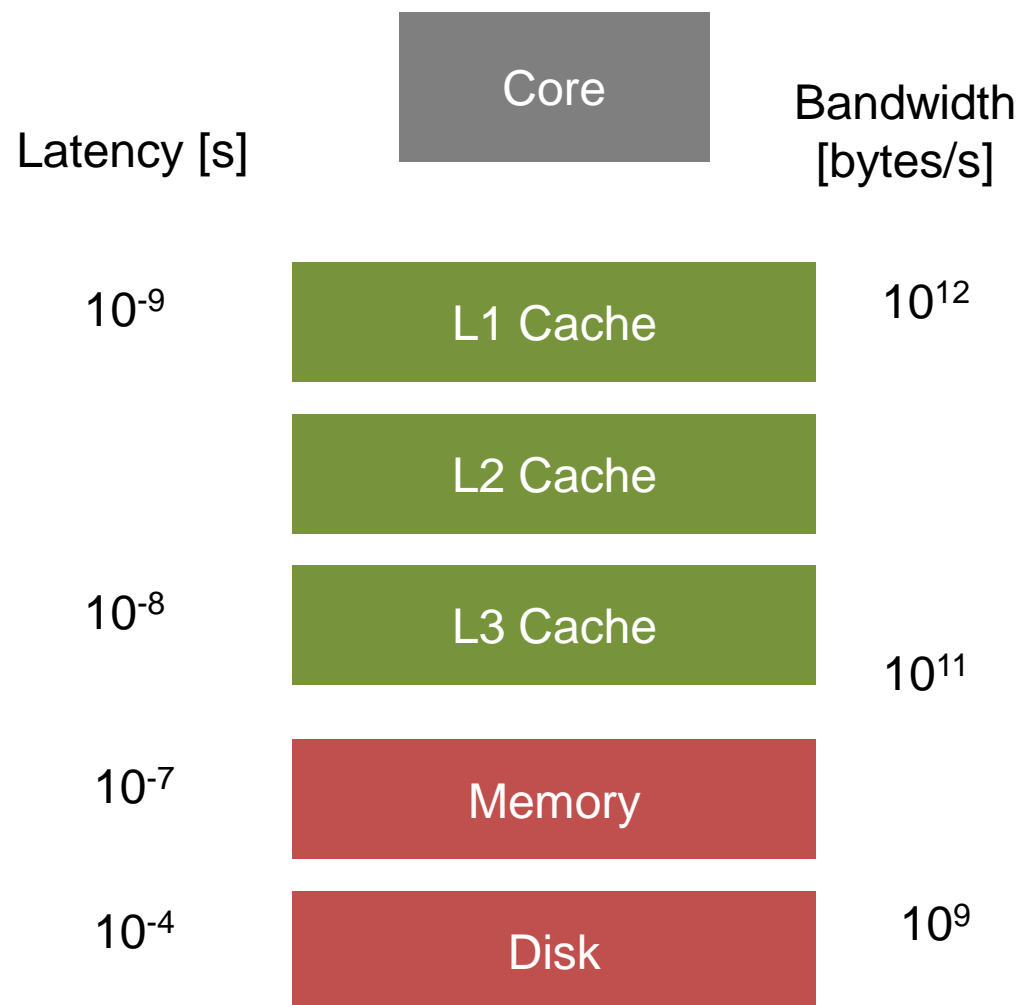 Core
Latency [s]
Bandwidth
[bytes/s]
10⁻⁹
L1 Cache
10¹²
L2 Cache
10⁻⁸
L3 Cache
10¹¹
10⁻⁷
Memory
10⁻⁴
Disk
10⁹